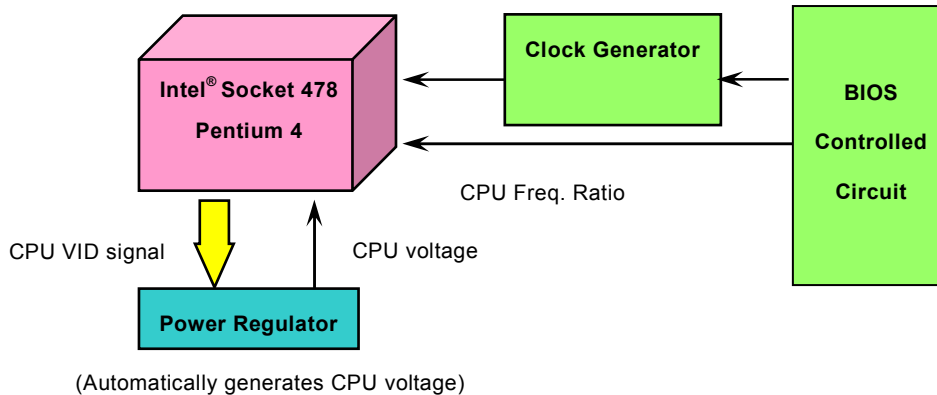 Intel® Socket 478
Pentium 4
Clock Generator
BIOS
Controlled
Circuit
CPU Freq. Ratio
CPU VID signal
CPU voltage
Power Regulator
(Automatically generates CPU voltage)